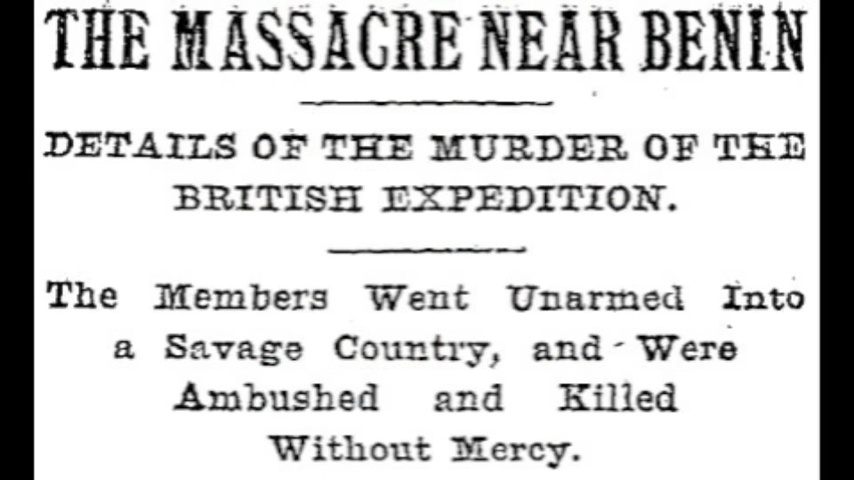 THE MASSACRE NEAR BENIN
DETAILS OF THE MURDER OF THE
BRITISH EXPEDITION.
The Members Went Unarmed Into
a Savage Country, and Were
Ambushed and Killed
Without Mercy.